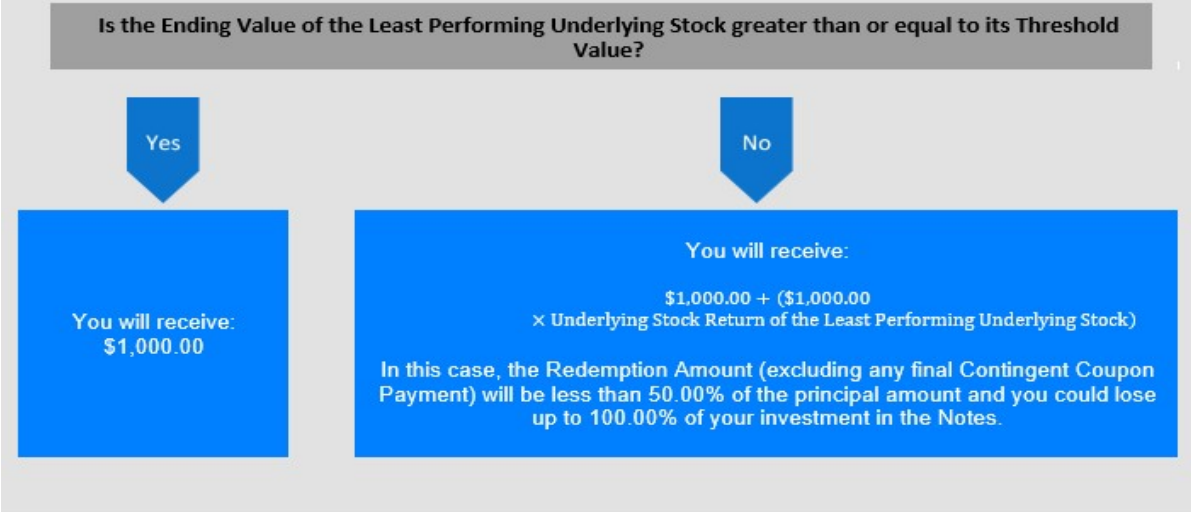 Is the Ending Value of the Least Performing Underlying Stock greater than or equal to its Threshold
Value?
Yes
No
You will receive:
$1,000.00
You will receive:
$1,000.00 + ($1,000.00
× Underlying Stock Return of the Least Performing Underlying Stock)
In this case, the Redemption Amount (excluding any final Contingent Coupon
Payment) will be less than 50.00% of the principal amount and you could lose
up to 100.00% of your investment in the Notes.